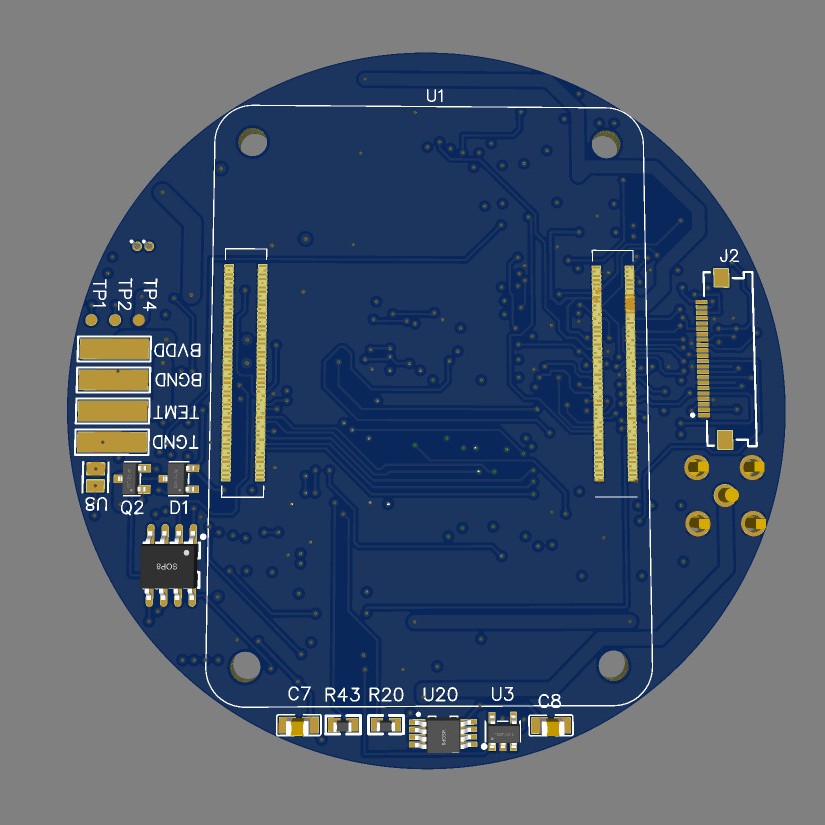 U1
J2
TP1 TP2 TP4
BVDD
BGND
TEMT
TGND
U8 Q2 D1
SOP8
C7 R43 R20 U20 U3 C8